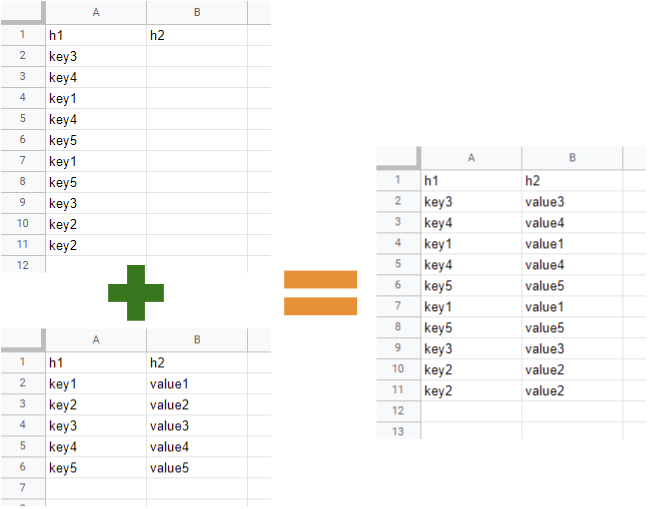 A B
1 h1 h2
2 key3
3 key4
4 key1
5 key4
6 key5
7 key1
8 key5
9 key3
10 key2
11 key2
12
A B
1 h1 h2
2 key1 value1
3 key2 value2
4 key3 value3
5 key4 value4
6 key5 value5
7
A B
1 h1 h2
2 key3 value3
3 key4 value4
4 key1 value1
5 key4 value4
6 key5 value5
7 key1 value1
8 key5 value5
9 key3 value3
10 key2 value2
11 key2 value2
12
13